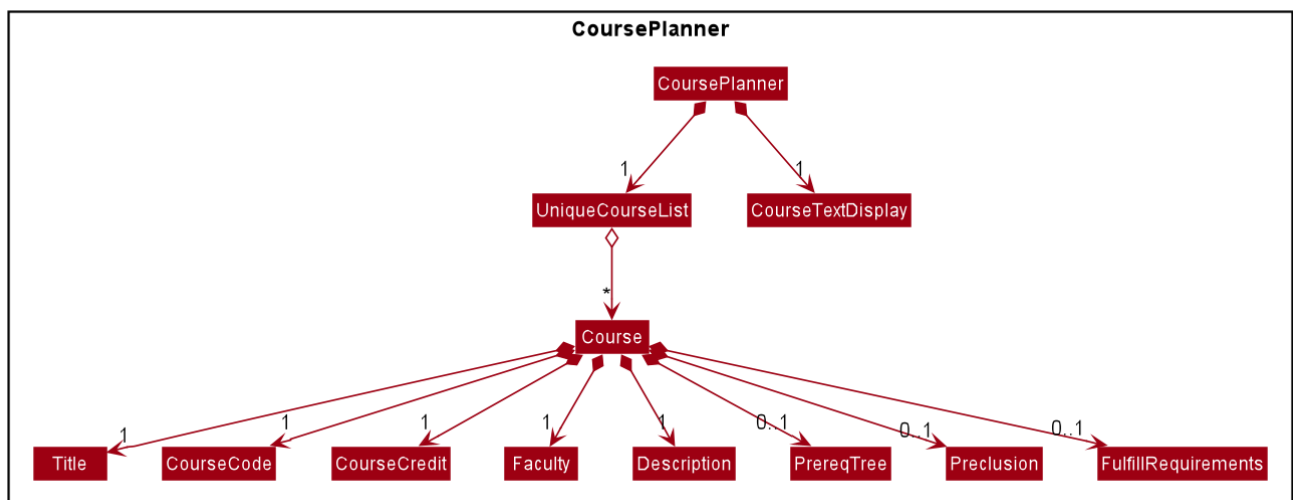 CoursePlanner
CoursePlanner
1
1
UniqueCourseList
CourseTextDisplay
*
Course
1
1
1
1
1
0..1
0..1
0..1
Title
CourseCode
CourseCredit
Faculty
Description
PrereqTree
Preclusion
FulfillRequirements